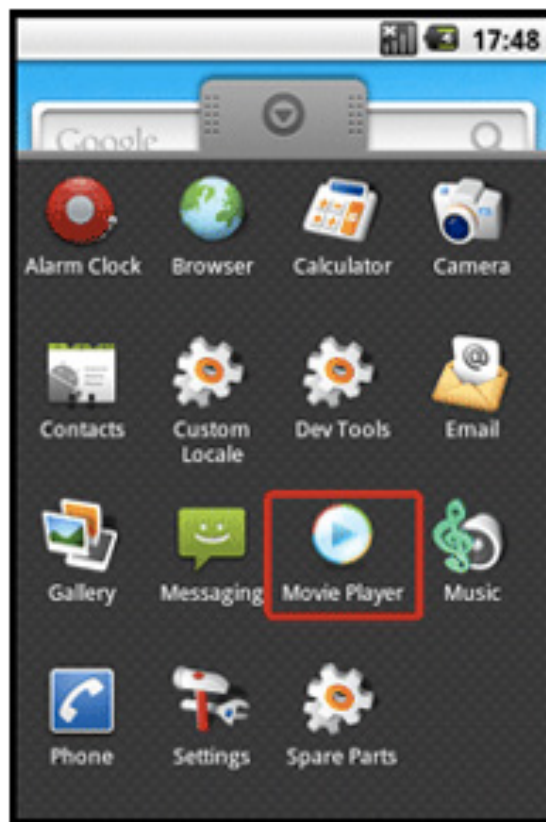 17:48
Google
Alarm Clock
Browser
Calculator
Camera
Contacts
Custom
Locale
Dev Tools
Email
@
Gallery
Messaging
Movie Player
Music
Phone
Settings
Spare Parts